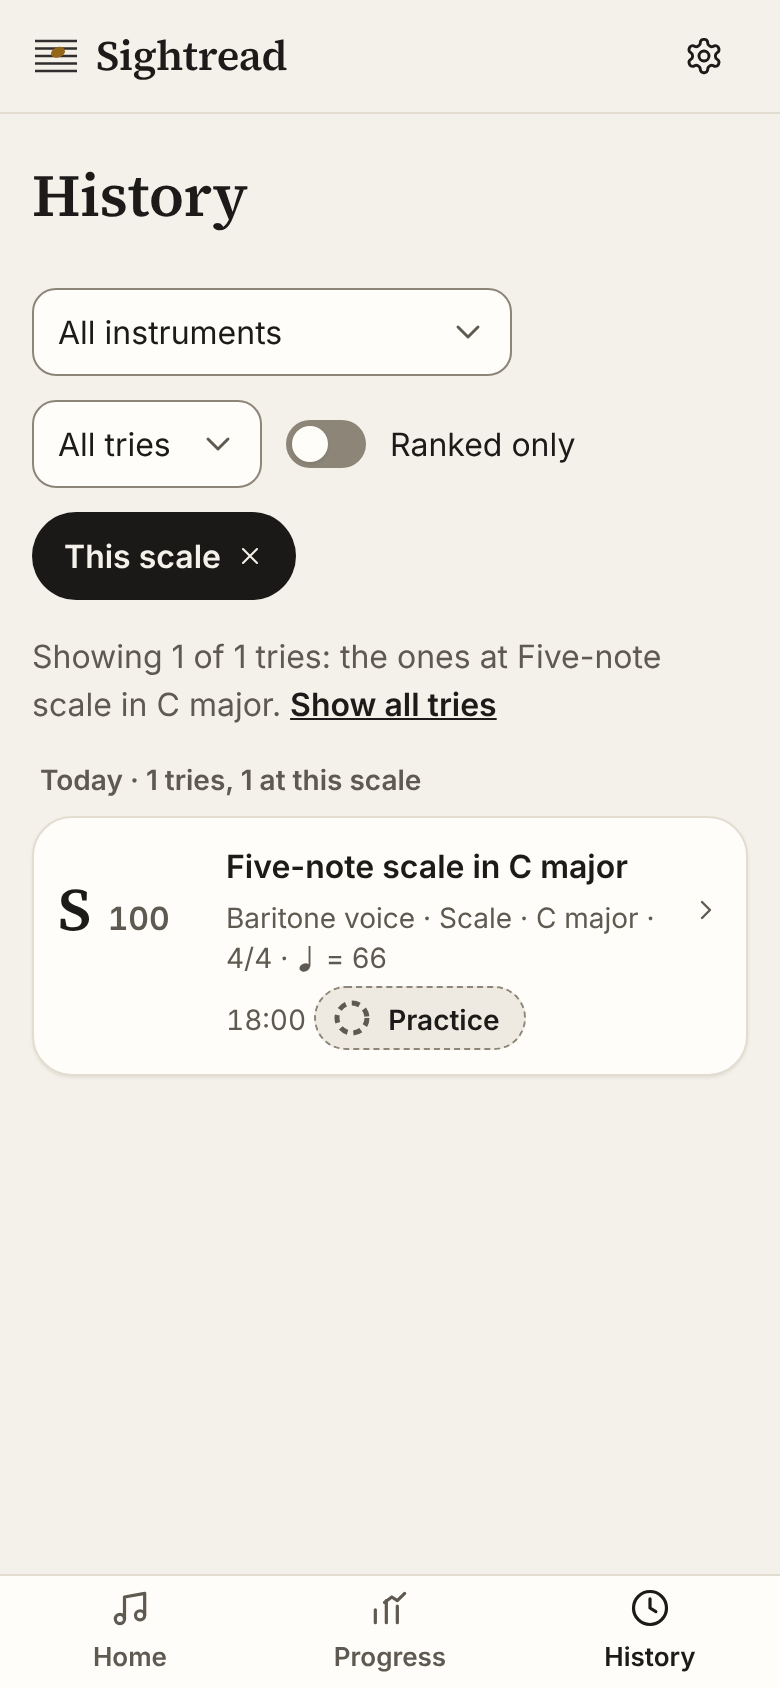 Sightread
History
All instruments
All tries
Ranked only
This scale ×
Showing 1 of 1 tries: the ones at Five-note
scale in C major. Show all tries
Today · 1 tries, 1 at this scale
S 100
Five-note scale in C major
Baritone voice · Scale · C major ·
4/4 · ♩ = 66
18:00 Practice
Home
Progress
History